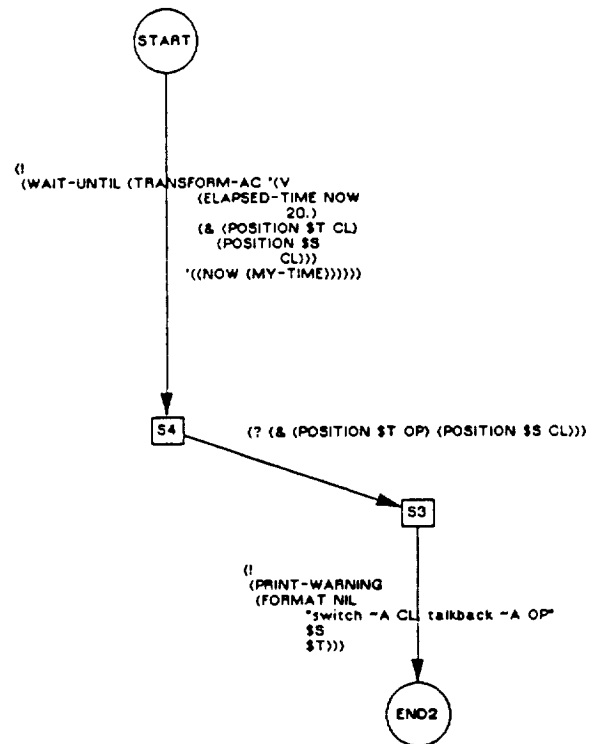 START
(!
(WAIT-UNTIL (TRANSFORM-AC '(V
(ELAPSED-TIME NOW
20.)
(& (POSITION $T CL)
(POSITION $S
CL)))
'((NOW (MY-TIME))))))
S4
(? (& (POSITION $T OP) (POSITION $S CL)))
S3
(!
(PRINT-WARNING
(FORMAT NIL
"switch ~A CL, talkback ~A OP"
$S
$T)))
END2